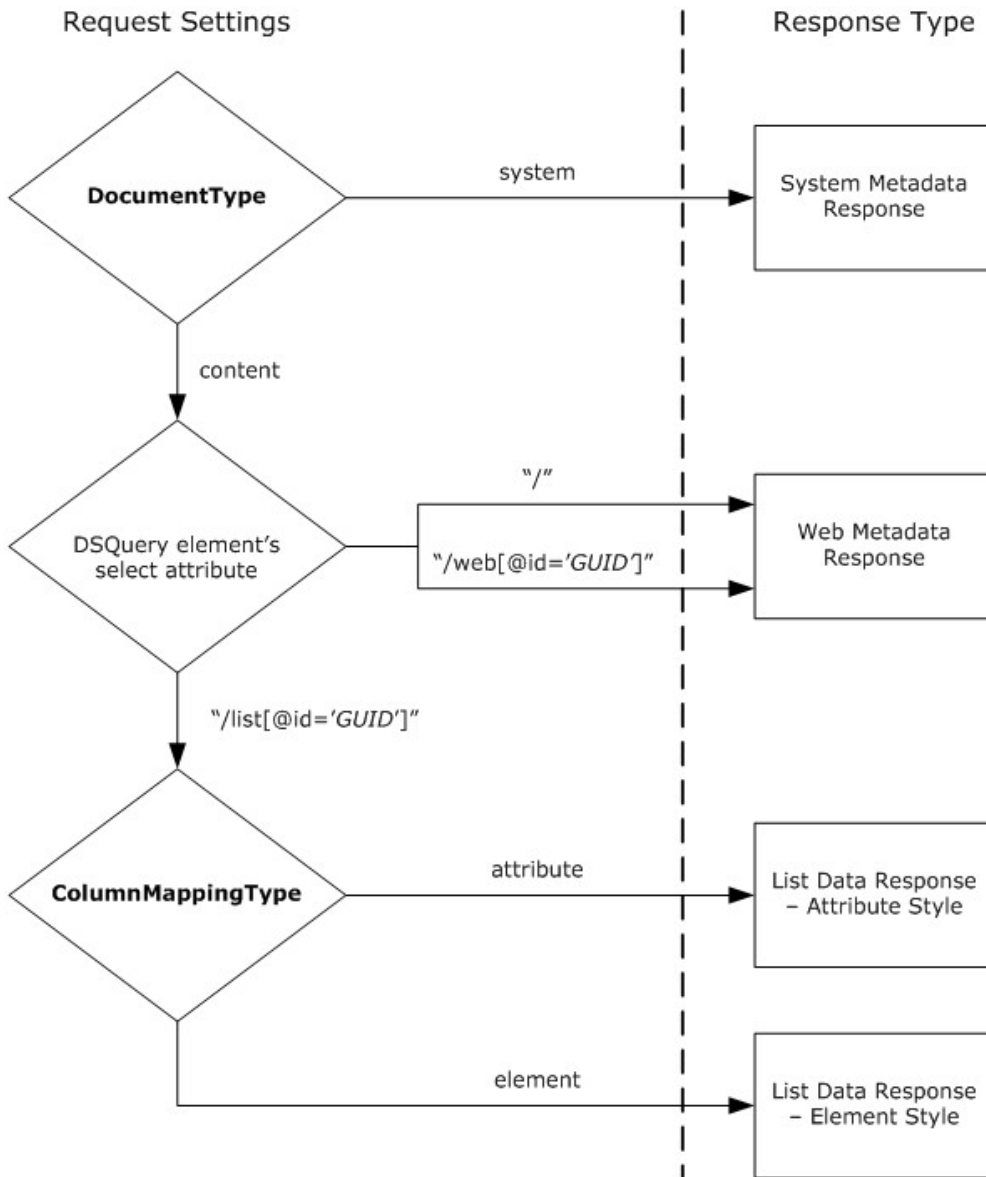 Request Settings
Response Type
DocumentType
system
System Metadata
Response
content
“/”
DSQuery element’s
select attribute
“/web[@id=’GUID’]”
Web Metadata
Response
“/list[@id=’GUID’]”
ColumnMappingType
attribute
List Data Response
– Attribute Style
element
List Data Response
– Element Style